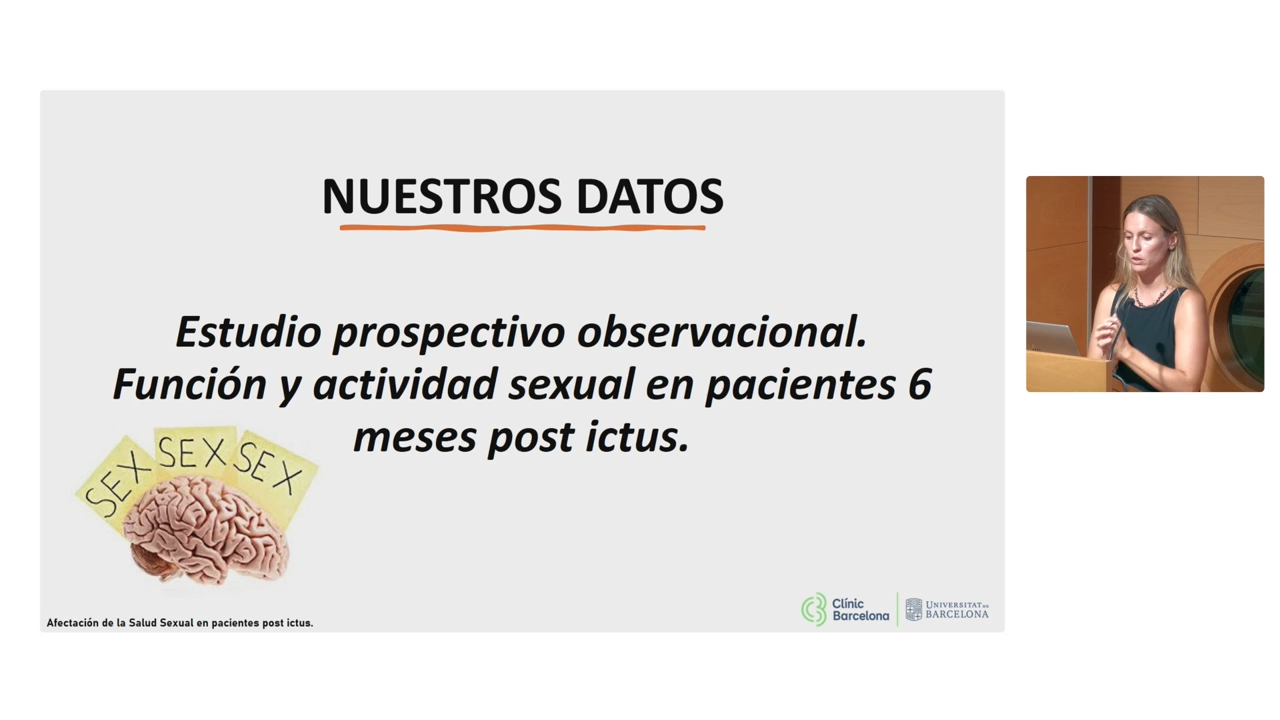 NUESTROS DATOS
Estudio prospectivo observacional.
Función y actividad sexual en pacientes 6
meses post ictus.
SEX SEX SEX
Afectación de la Salud Sexual en pacientes post ictus.
Clínic
Barcelona
UNIVERSITAT DE
BARCELONA